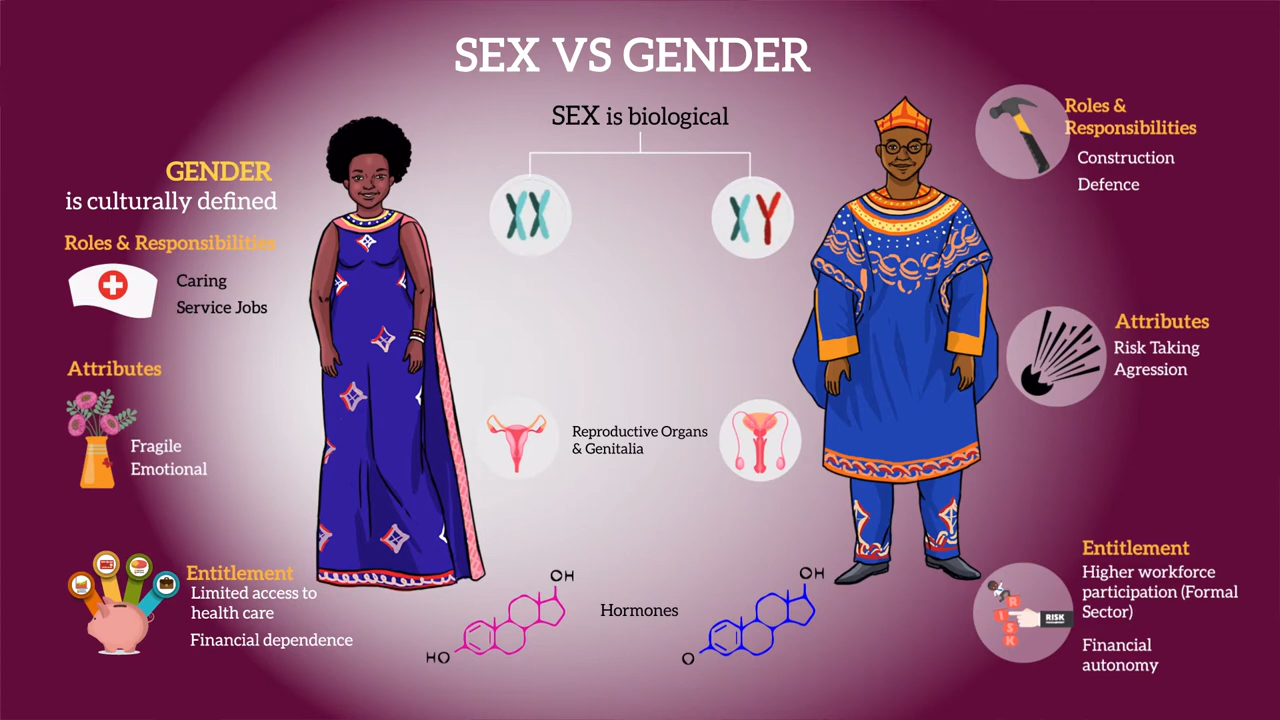 SEX VS GENDER
SEX is biological
GENDER
is culturally defined
Roles & Responsibilities
Caring
Service Jobs
Attributes
Fragile
Emotional
Entitlement
Limited access to
health care
Financial dependence
Reproductive Organs
& Genitalia
Hormones
OH
HO
OH
O
Roles &
Responsibilities
Construction
Defence
Attributes
Risk Taking
Agression
Entitlement
Higher workforce
participation (Formal
Sector)
Financial
autonomy
R
I
S
K
RISK